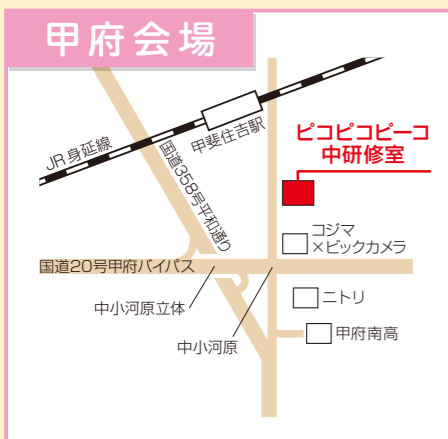 甲府会場
JR身延線
甲斐住吉駅
国道358号平和通り
ピコピコピーコ
中研修室
コジマ
×ビックカメラ
国道20号甲府バイパス
ニトリ
中小河原立体
中小河原
甲府南高